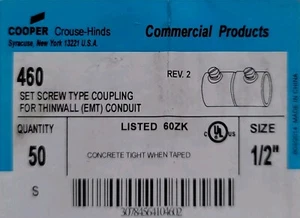 COOPER Crouse-Hinds
Syracuse, New York 13221 U.S.A.
Commercial Products
460
REV. 2
SET SCREW TYPE COUPLING
FOR THINWALL (EMT) CONDUIT
QUANTITY
50
LISTED 60ZK
UL
SIZE
1/2"
CONCRETE TIGHT WHEN TAPED
S